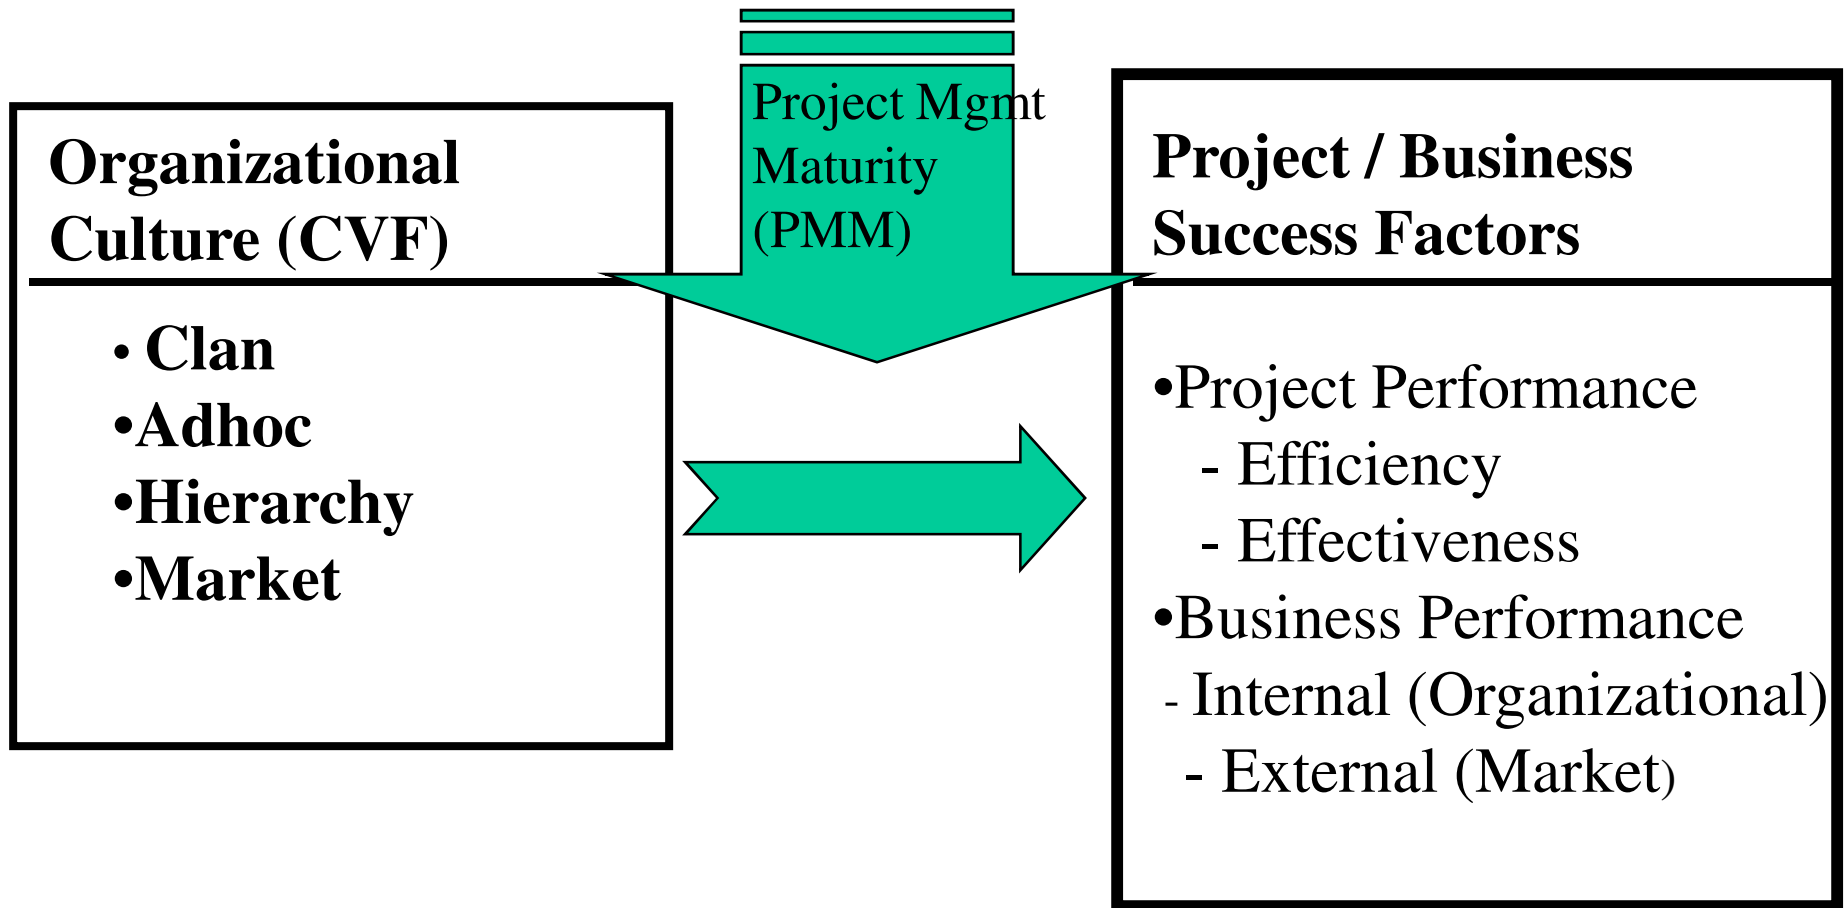 Organizational
Culture (CVF)
• Clan
•Adhoc
•Hierarchy
•Market
Project Mgmt
Maturity
(PMM)
Project / Business
Success Factors
•Project Performance
- Efficiency
- Effectiveness
•Business Performance
- Internal (Organizational)
- External (Market)